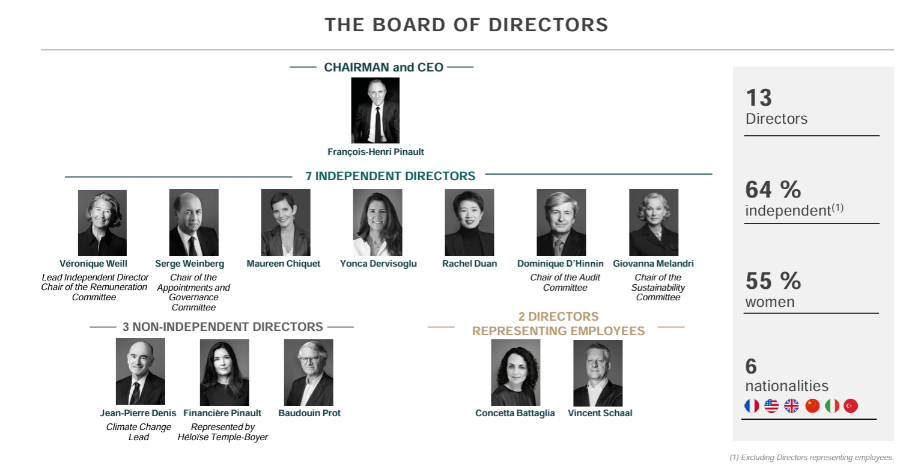 THE BOARD OF DIRECTORS
CHAIRMAN and CEO
François-Henri Pinault
7 INDEPENDENT DIRECTORS
Véronique Weill
Lead Independent Director
Chair of the Remuneration
Committee
Serge Weinberg
Chair of the
Appointments and
Governance
Committee
Maureen Chiquet
Yonca Dervisoglu
Rachel Duan
Dominique D'Hinnin
Chair of the Audit
Committee
Giovanna Melandri
Chair of the
Sustainability
Committee
3 NON-INDEPENDENT DIRECTORS
Jean-Pierre Denis
Climate Change
Lead
Financière Pinault
Represented by
Héloïse Temple-Boyer
Baudouin Prot
2 DIRECTORS
REPRESENTING EMPLOYEES
Concetta Battaglia
Vincent Schaal
13
Directors
64 %
independent(1)
55 %
women
6
nationalities
(1) Excluding Directors representing employees.